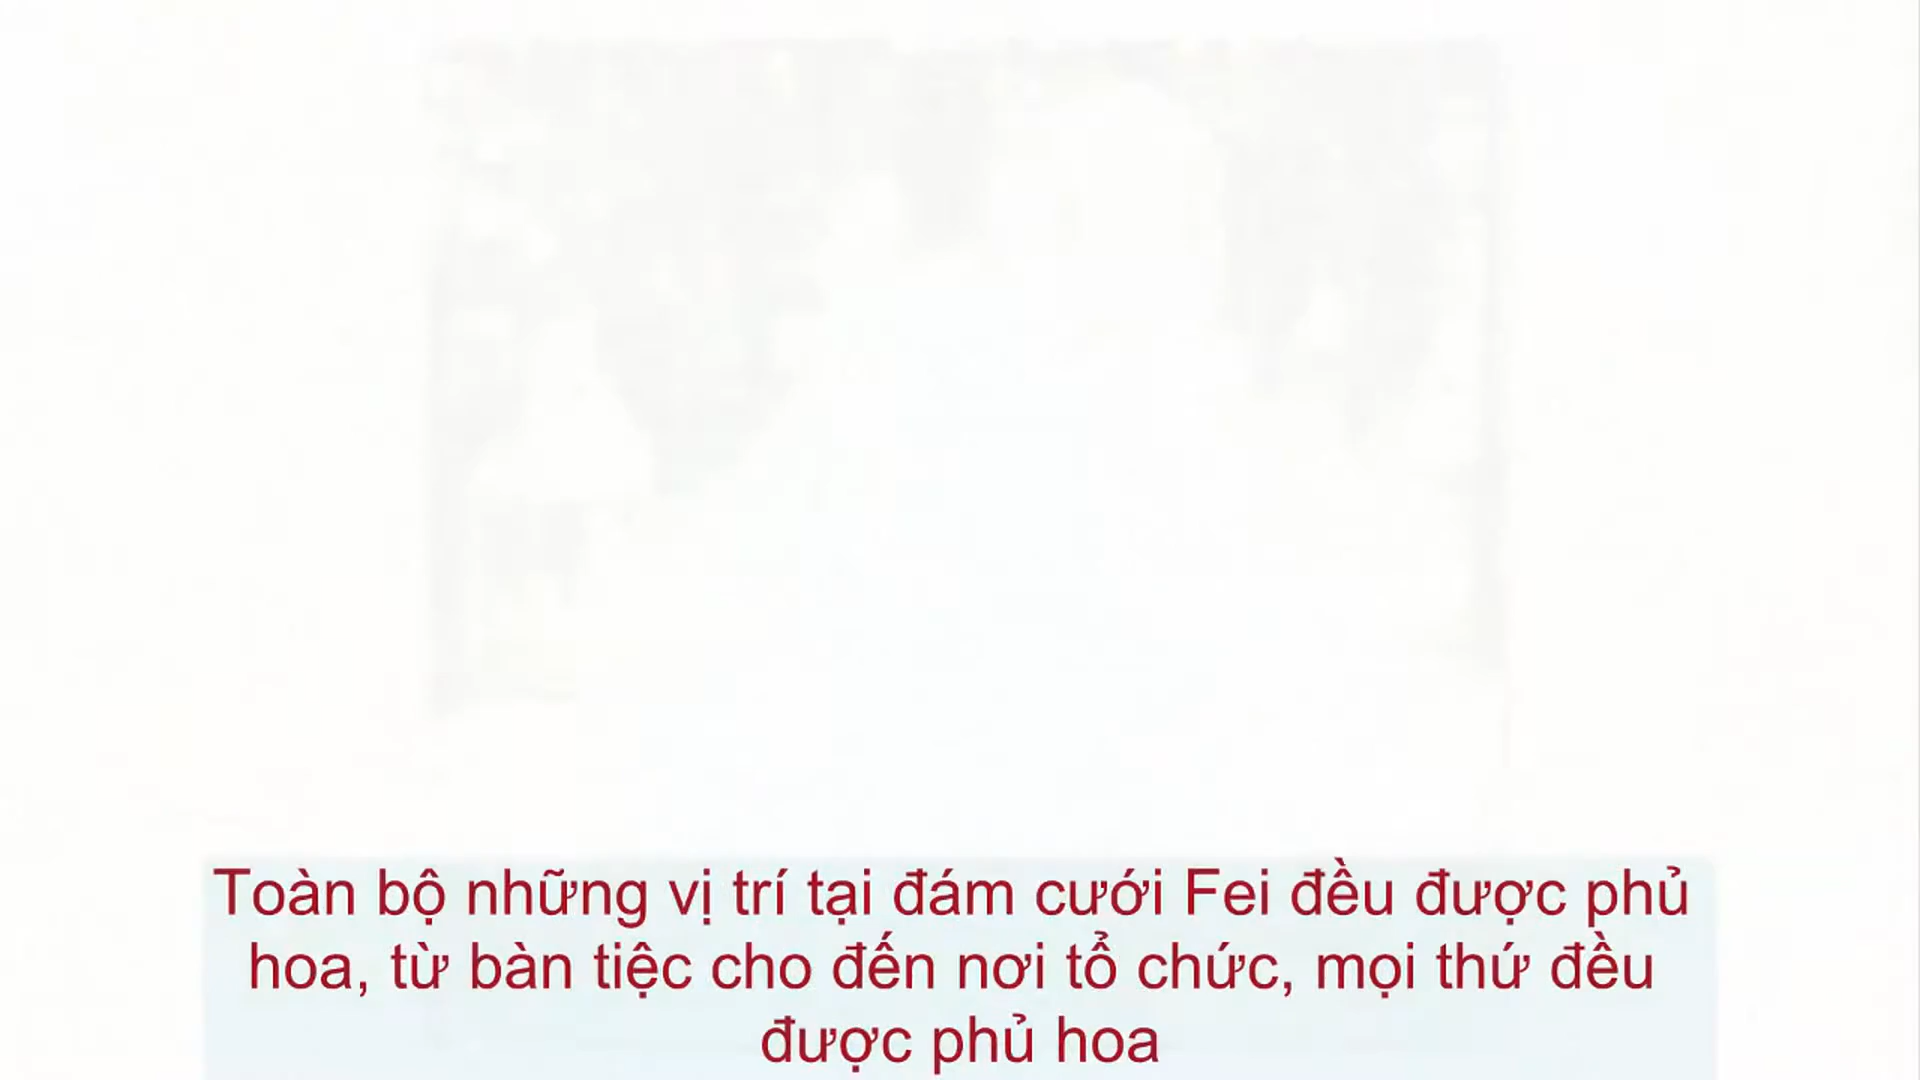 Toàn bộ những vị trí tại đám cưới Fei đều được phủ
hoa, từ bàn tiệc cho đến nơi tổ chức, mọi thứ đều
được phủ hoa